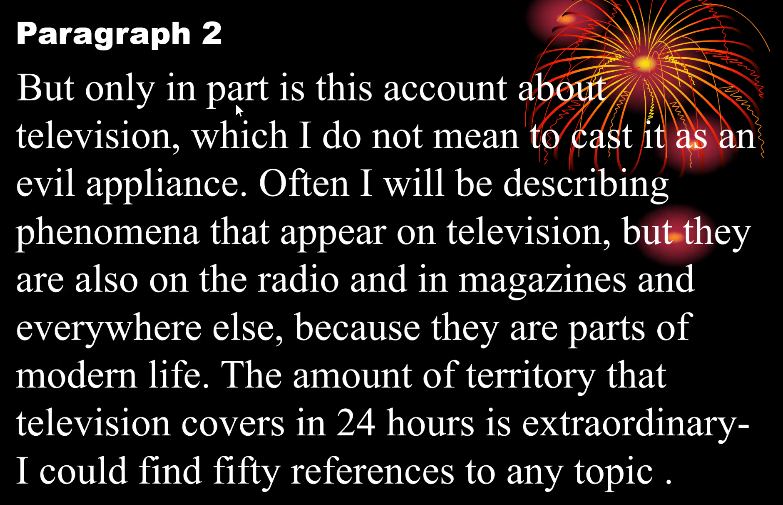 Paragraph 2
But only in part is this account about
television, which I do not mean to cast it as an
evil appliance. Often I will be describing
phenomena that appear on television, but they
are also on the radio and in magazines and
everywhere else, because they are parts of
modern life. The amount of territory that
television covers in 24 hours is extraordinary-
I could find fifty references to any topic .